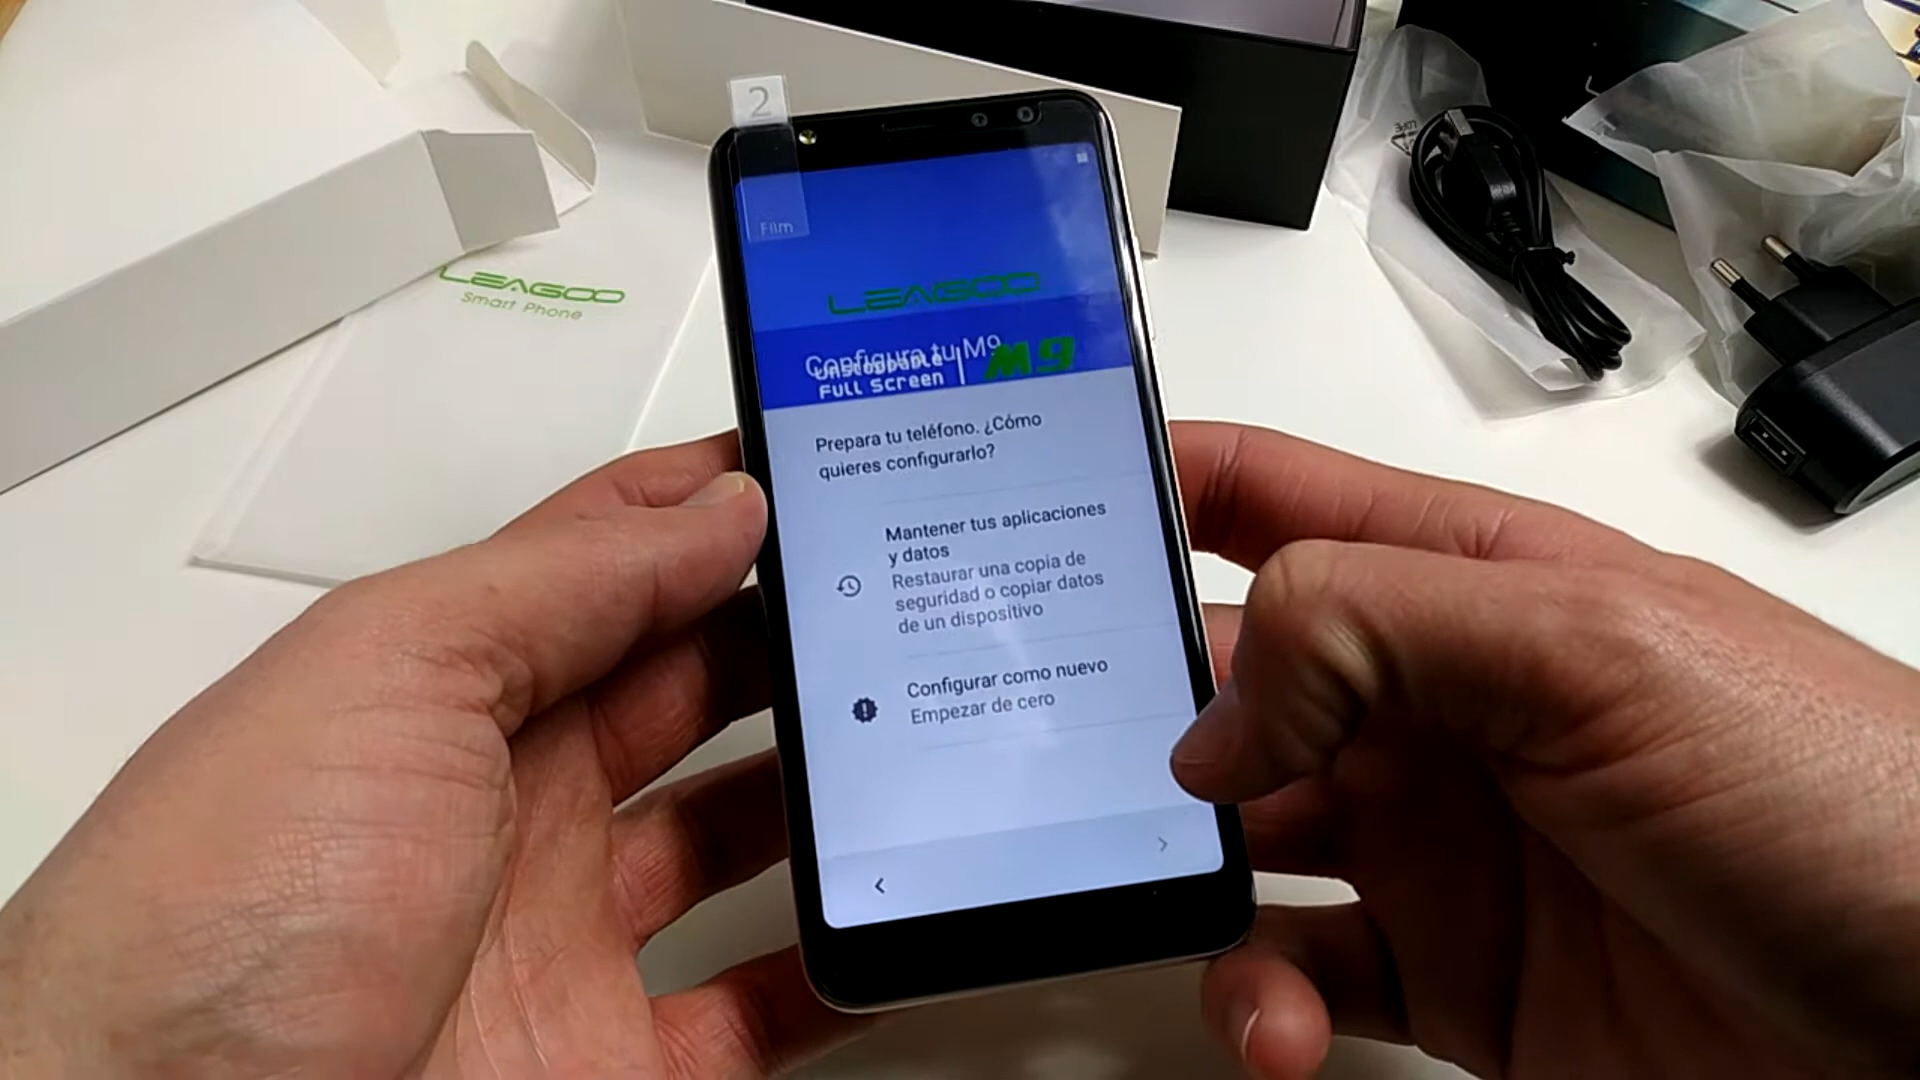 2
Film
LEAGOO
Configura tu M9
Unstoppable
Full Screen
M9
Prepara tu teléfono. ¿Cómo
quieres configurarlo?
Mantener tus aplicaciones
y datos
Restaurar una copia de
seguridad o copiar datos
de un dispositivo
Configurar como nuevo
Empezar de cero
LEAGOO
Smart Phone
LDPE